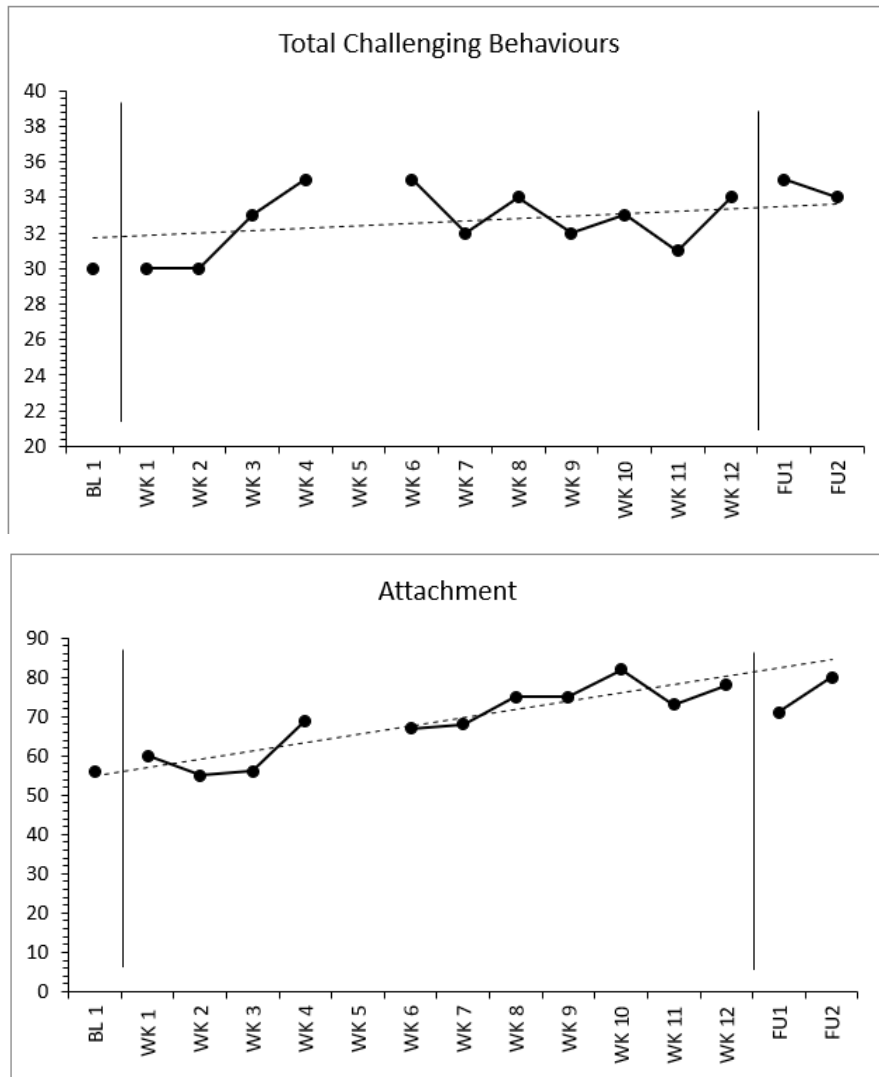 Total Challenging Behaviours
40
38
36
34
32
30
28
26
24
22
20
BL 1
WK 1
WK 2
WK 3
WK 4
WK 5
WK 6
WK 7
WK 8
WK 9
WK 10
WK 11
WK 12
FU1
FU2
Attachment
90
80
70
60
50
40
30
20
10
0
BL 1
WK 1
WK 2
WK 3
WK 4
WK 5
WK 6
WK 7
WK 8
WK 9
WK 10
WK 11
WK 12
FU1
FU2